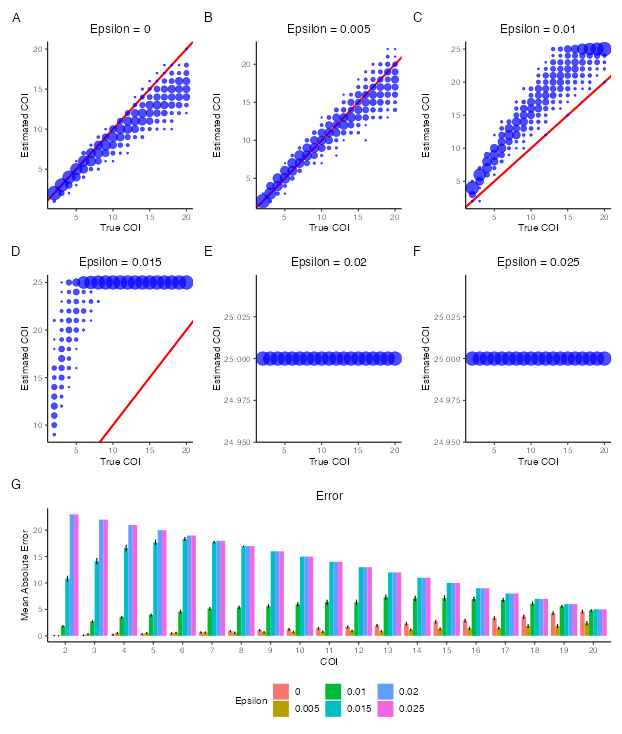 A
Epsilon = 0
Estimated COI
20
15
10
5
5
10
15
20
True COI
B
Epsilon = 0.005
Estimated COI
20
15
10
5
5
10
15
20
True COI
C
Epsilon = 0.01
Estimated COI
25
20
15
10
5
5
10
15
20
True COI
D
Epsilon = 0.015
Estimated COI
25
20
15
10
5
10
15
20
True COI
E
Epsilon = 0.02
Estimated COI
25.025
25.000
24.975
24.950
5
10
15
20
True COI
F
Epsilon = 0.025
Estimated COI
25.025
25.000
24.975
24.950
5
10
15
20
True COI
G
Error
Mean Absolute Error
20
15
10
5
0
2 3 4 5 6 7 8 9 10 11 12 13 14 15 16 17 18 19 20
COI
Epsilon
0
0.005
0.01
0.015
0.02
0.025